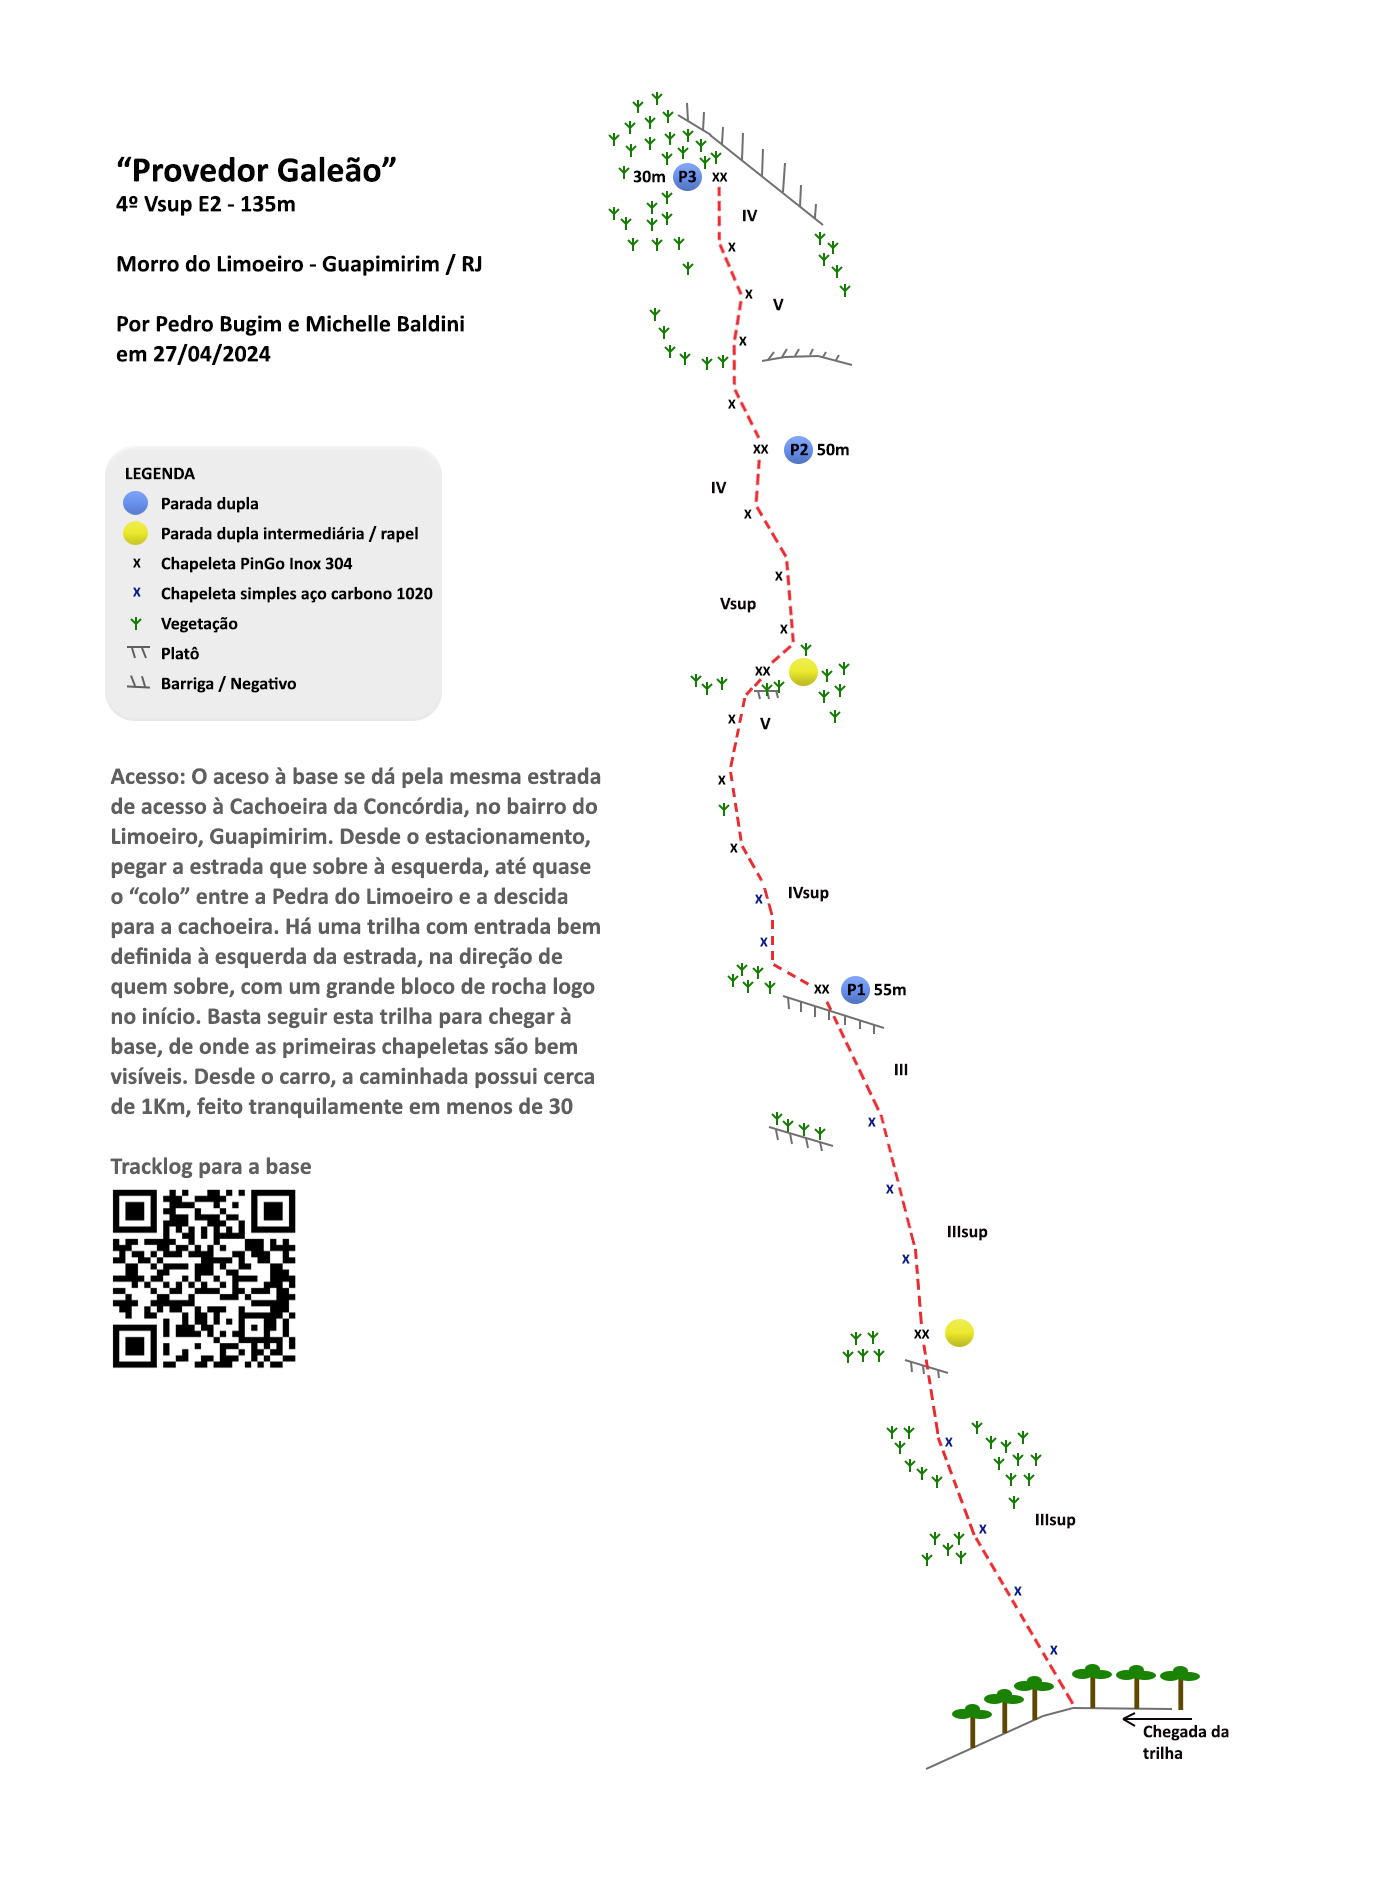 “Provedor Galeão”
4º Vsup E2 - 135m
Morro do Limoeiro - Guapimirim / RJ
Por Pedro Bugim e Michelle Baldini
em 27/04/2024
LEGENDA
Parada dupla
Parada dupla intermediária / rapel
x Chapeleta PinGo Inox 304
x Chapeleta simples aço carbono 1020
Vegetação
Platô
Barriga / Negativo
Acesso: O aceso à base se dá pela mesma estrada
de acesso à Cachoeira da Concórdia, no bairro do
Limoeiro, Guapimirim. Desde o estacionamento,
pegar a estrada que sobre à esquerda, até quase
o “colo” entre a Pedra do Limoeiro e a descida
para a cachoeira. Há uma trilha com entrada bem
definida à esquerda da estrada, na direção de
quem sobre, com um grande bloco de rocha logo
no início. Basta seguir esta trilha para chegar à
base, de onde as primeiras chapeletas são bem
visíveis. Desde o carro, a caminhada possui cerca
de 1Km, feito tranquilamente em menos de 30
Tracklog para a base
30m P3 xx
IV
x
x
V
x
x
xx P2 50m
IV
x
x
Vsup
x
xx
x
V
x
x
x
IVsup
x
xx P1 55m
III
x
x
IIIsup
x
xx
x
IIIsup
x
x
x
Chegada da
trilha